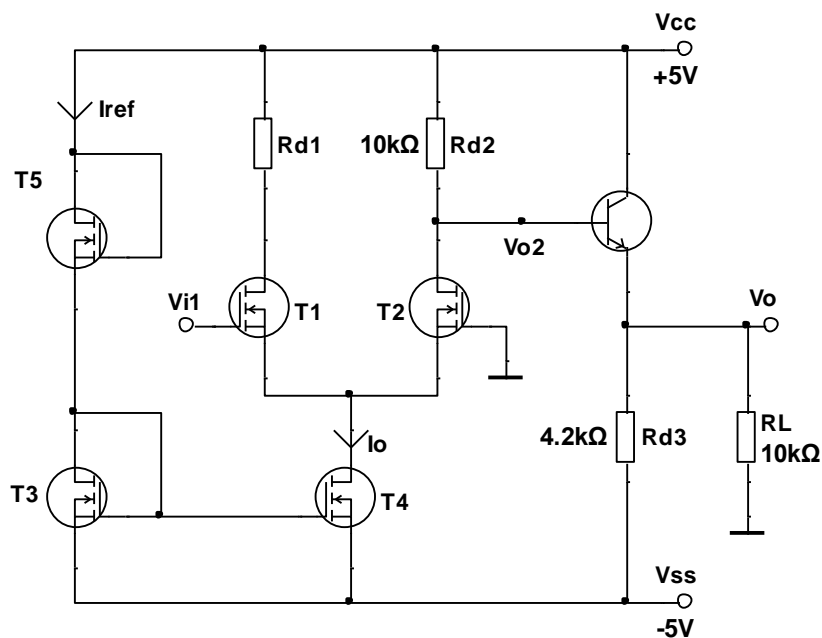 Vcc
+5V
Iref
Rd1
10kΩ Rd2
T5
Vo2
Vi1
T1
T2
Vo
Io
4.2kΩ Rd3
RL
10kΩ
T3
T4
Vss
-5V